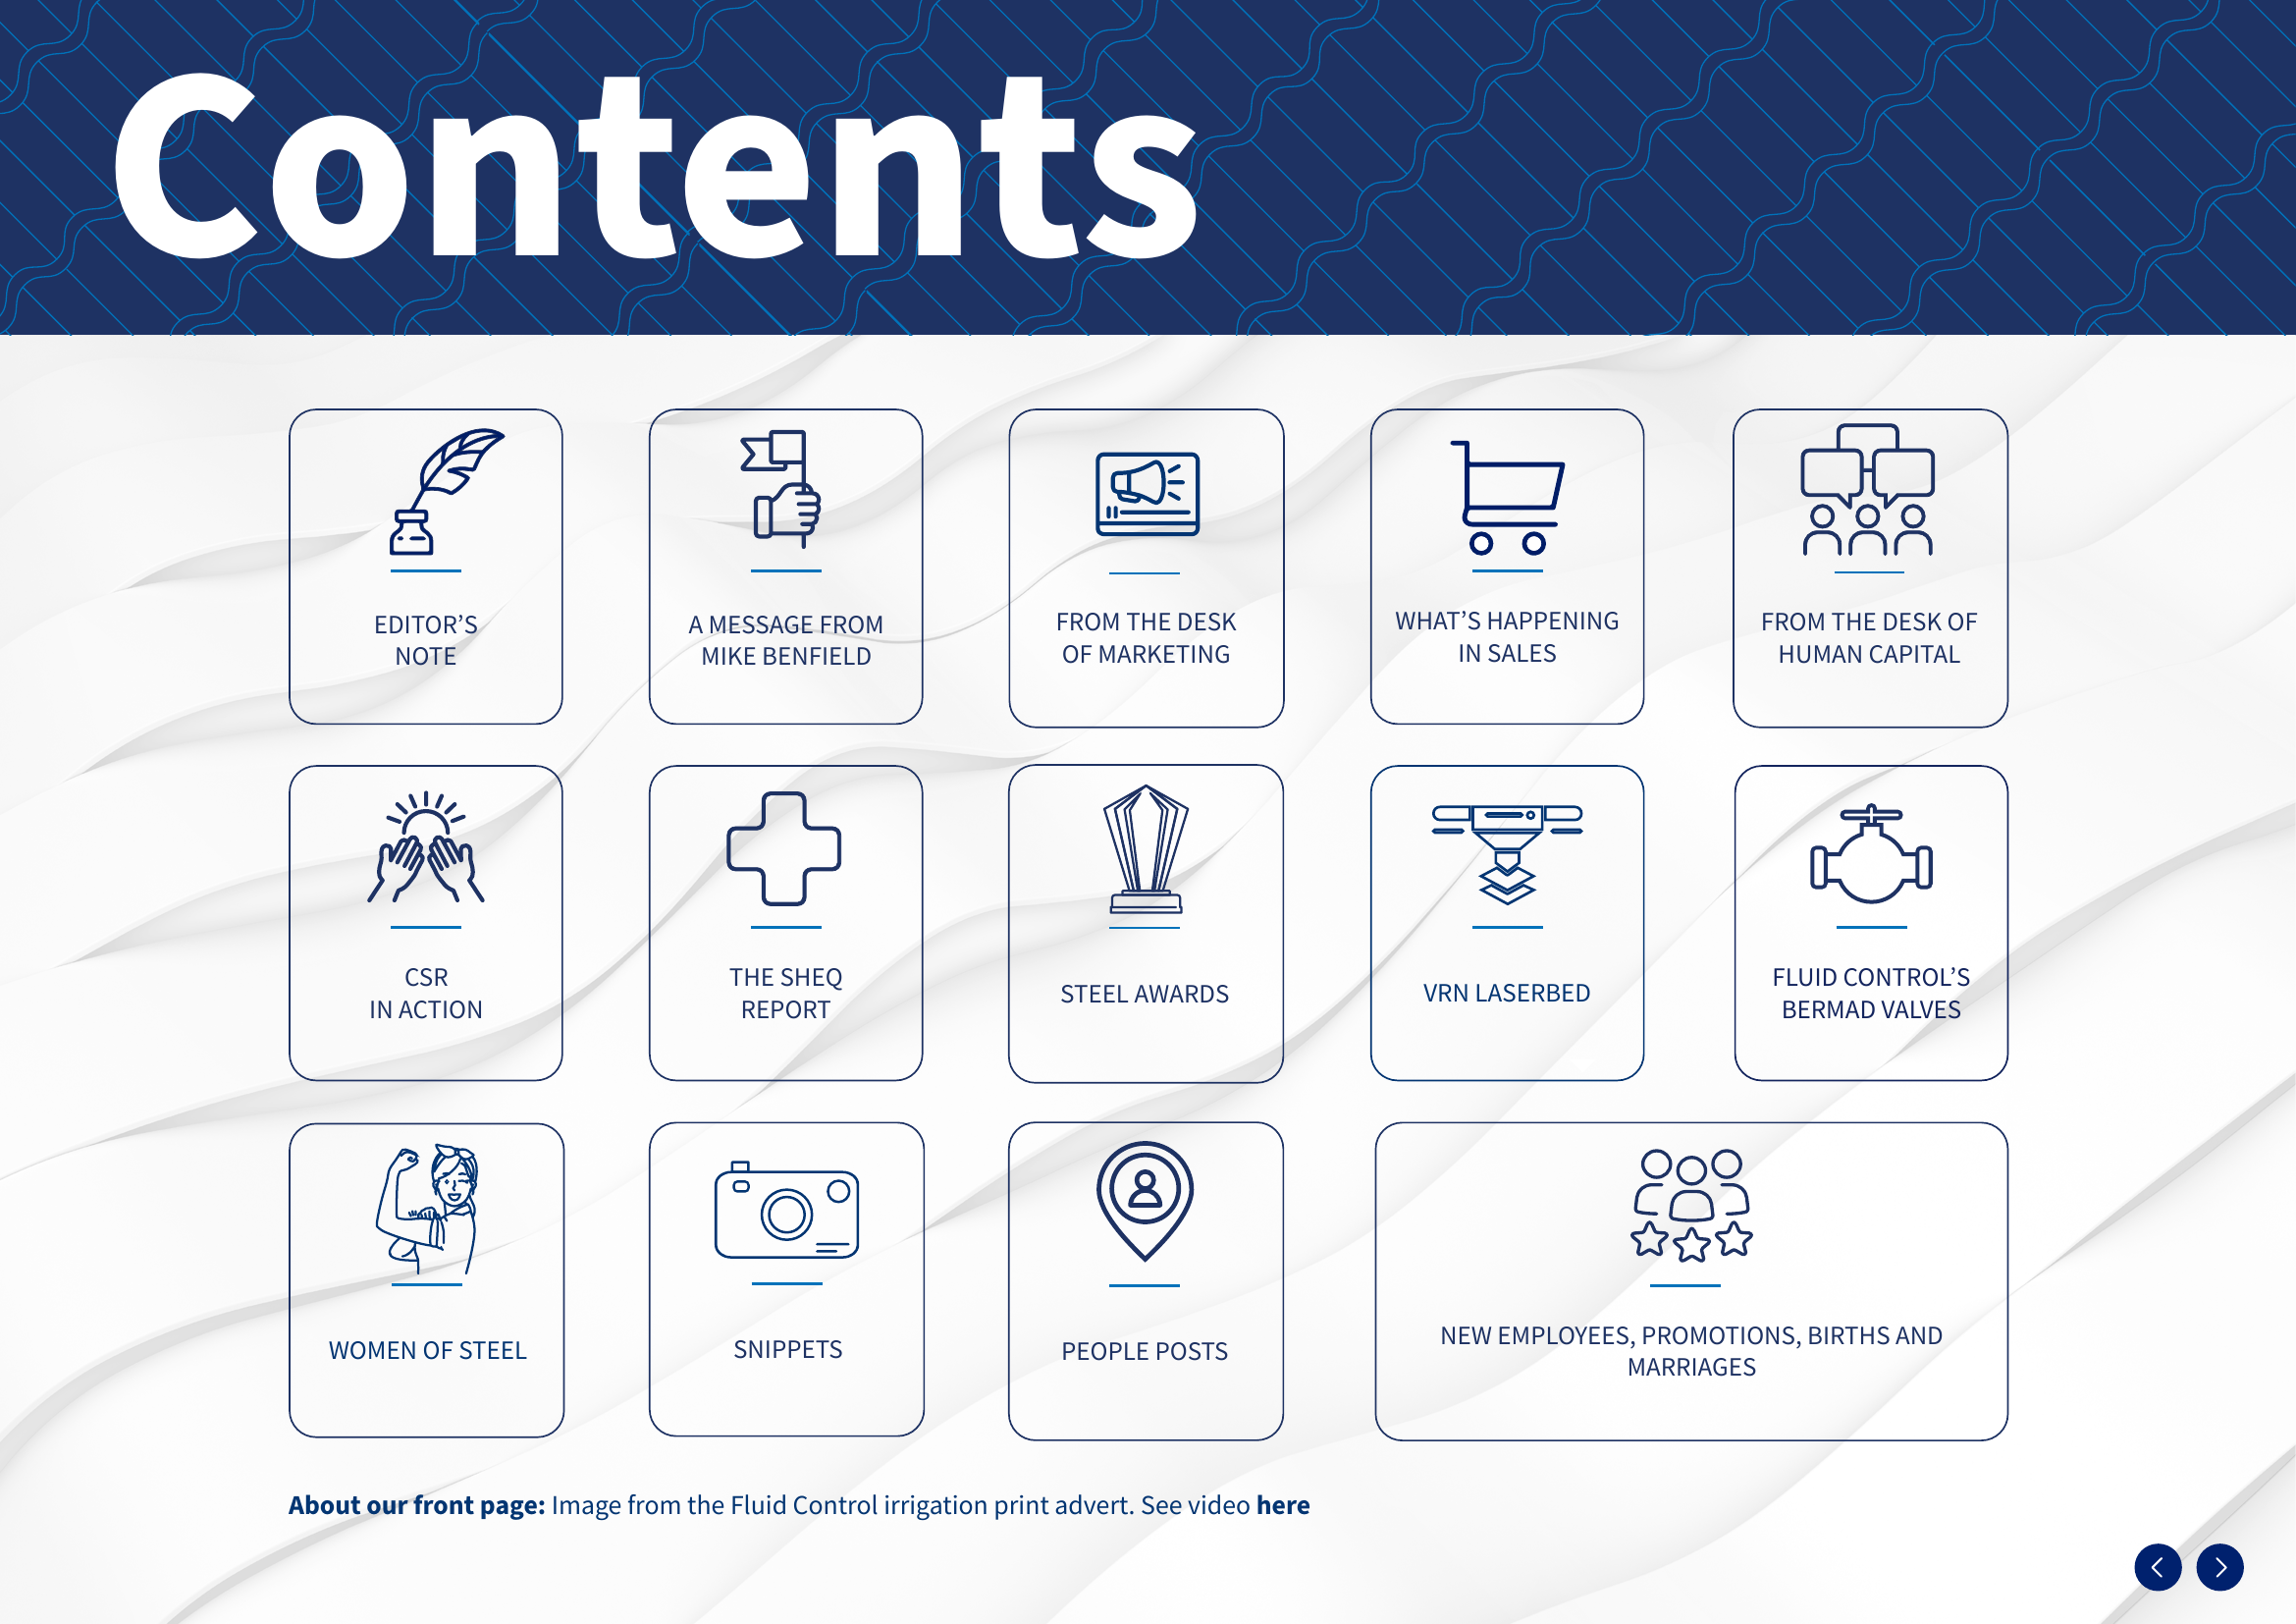 Contents
EDITOR’S
NOTE
A MESSAGE FROM
MIKE BENFIELD
FROM THE DESK
OF MARKETING
WHAT’S HAPPENING
IN SALES
FROM THE DESK OF
HUMAN CAPITAL
CSR
IN ACTION
THE SHEQ
REPORT
STEEL AWARDS
VRN LASERBED
FLUID CONTROL’S
BERMAD VALVES
WOMEN OF STEEL
SNIPPETS
PEOPLE POSTS
NEW EMPLOYEES, PROMOTIONS, BIRTHS AND
MARRIAGES
About our front page: Image from the Fluid Control irrigation print advert. See video here